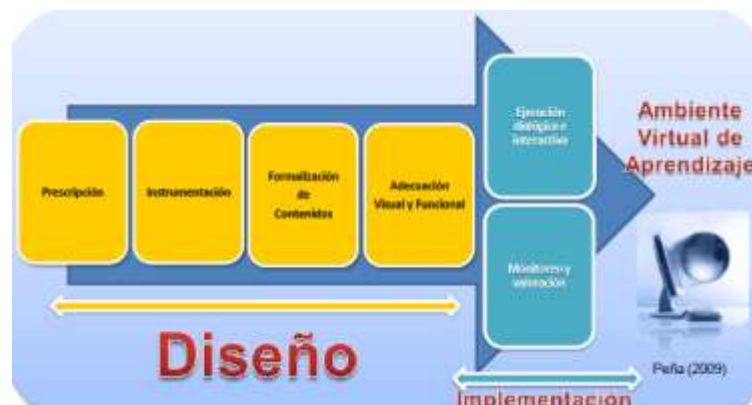 Prescripción
Instrumentación
Formalización
de
Contenidos
Adecuación
Visual y Funcional
Ejecución
dialógica e
interactiva
Monitoreo y
valoración
Ambiente
Virtual de
Aprendizaje
Peña (2009)
Diseño
Implementación